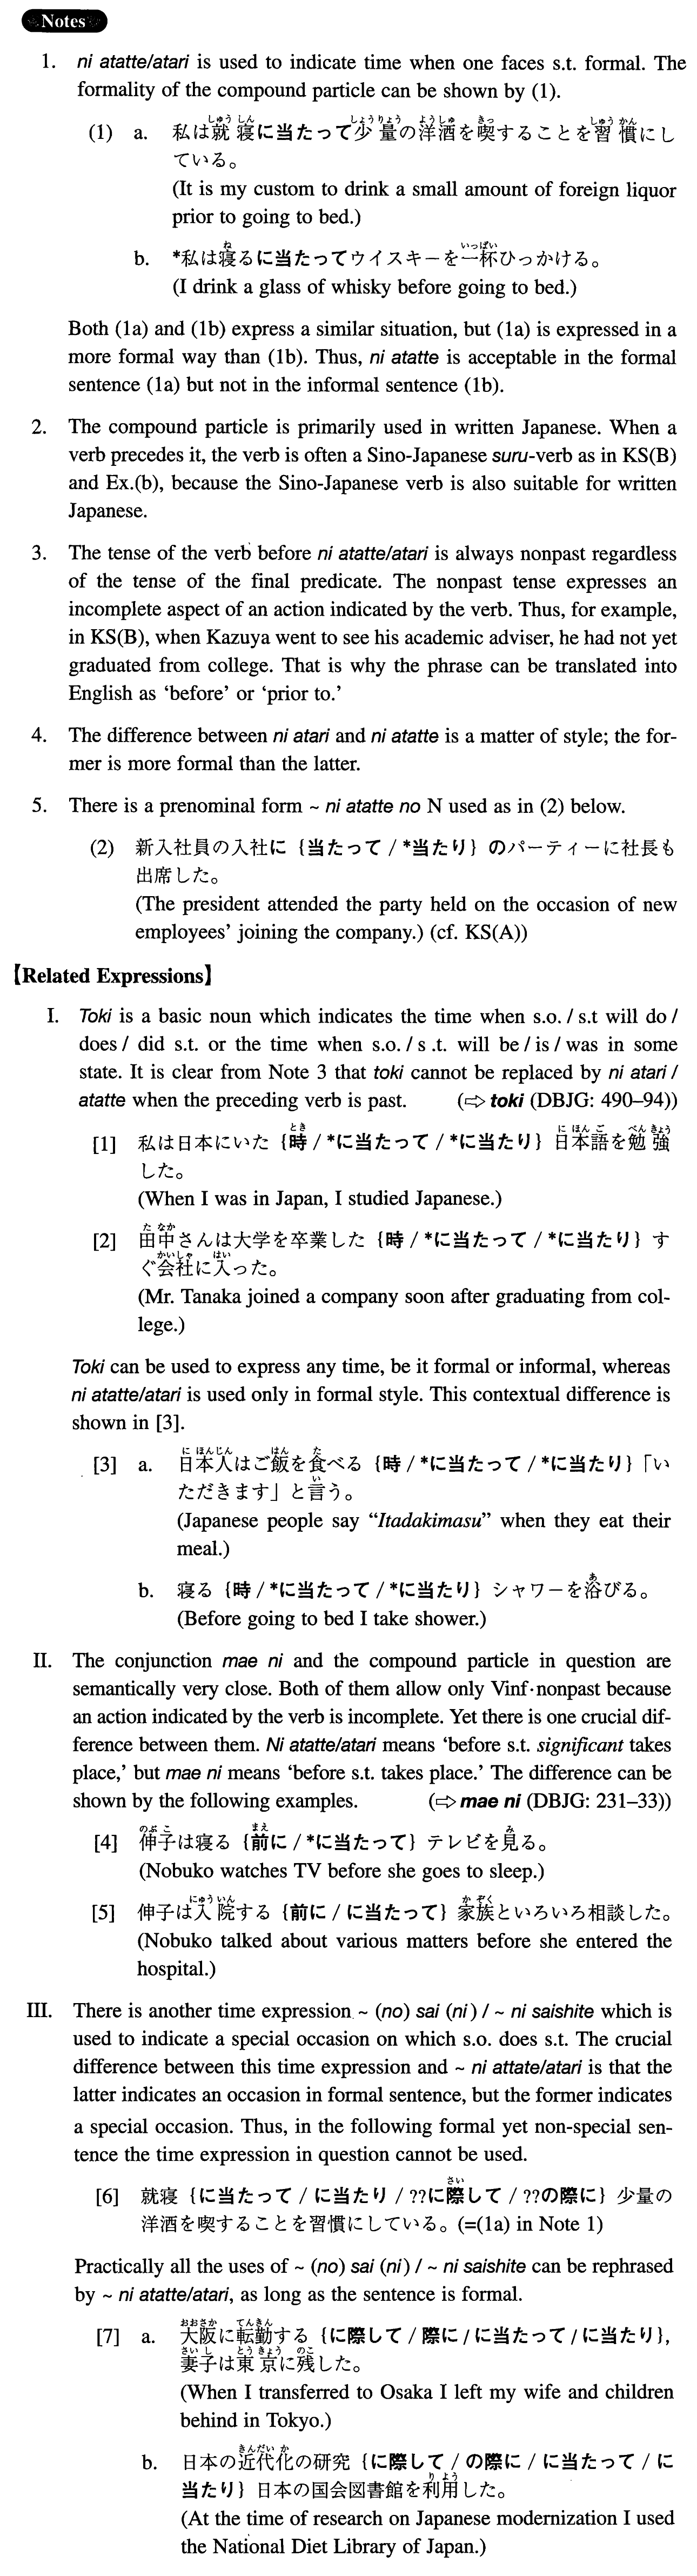 Notes
1. ni atatte/atari is used to indicate time when one faces s.t. formal. The
formality of the compound particle can be shown by (1).
(1) a. 私は就寝に当たって少量の洋酒を喫することを習慣にし
ている。
(It is my custom to drink a small amount of foreign liquor
prior to going to bed.)
b. *私は寝るに当たってウイスキーを一杯ひっかける。
(I drink a glass of whisky before going to bed.)
Both (1a) and (1b) express a similar situation, but (1a) is expressed in a
more formal way than (1b). Thus, ni atatte is acceptable in the formal
sentence (1a) but not in the informal sentence (1b).
2. The compound particle is primarily used in written Japanese. When a
verb precedes it, the verb is often a Sino-Japanese suru-verb as in KS(B)
and Ex.(b), because the Sino-Japanese verb is also suitable for written
Japanese.
3. The tense of the verb before ni atatte/atari is always nonpast regardless
of the tense of the final predicate. The nonpast tense expresses an
incomplete aspect of an action indicated by the verb. Thus, for example,
in KS(B), when Kazuya went to see his academic adviser, he had not yet
graduated from college. That is why the phrase can be translated into
English as ‘before’ or ‘prior to.’
4. The difference between ni atari and ni atatte is a matter of style; the for-
mer is more formal than the latter.
5. There is a prenominal form ~ ni atatte no N used as in (2) below.
(2) 新入社員の入社に {当たって / *当たり} のパーティーに社長も
出席した。
(The president attended the party held on the occasion of new
employees’ joining the company.) (cf. KS(A))
【Related Expressions】
I. Toki is a basic noun which indicates the time when s.o. / s.t will do /
does / did s.t. or the time when s.o. / s .t. will be / is / was in some
state. It is clear from Note 3 that toki cannot be replaced by ni atari /
atatte when the preceding verb is past. (⇨ toki (DBJG: 490–94))
[1] 私は日本にいた {時 / *に当たって / *に当たり} 日本語を勉強
した。
(When I was in Japan, I studied Japanese.)
[2] 田中さんは大学を卒業した {時 / *に当たって / *に当たり} す
ぐ会社に入った。
(Mr. Tanaka joined a company soon after graduating from col-
lege.)
Toki can be used to express any time, be it formal or informal, whereas
ni atatte/atari is used only in formal style. This contextual difference is
shown in [3].
[3] a. 日本人はご飯を食べる {時 / *に当たって / *に当たり}「い
ただきます」と言う。
(Japanese people say “Itadakimasu” when they eat their
meal.)
b. 寝る {時 / *に当たって / *に当たり} シャワーを浴びる。
(Before going to bed I take shower.)
II. The conjunction mae ni and the compound particle in question are
semantically very close. Both of them allow only Vinf·nonpast because
an action indicated by the verb is incomplete. Yet there is one crucial dif-
ference between them. Ni atatte/atari means ‘before s.t. significant takes
place,’ but mae ni means ‘before s.t. takes place.’ The difference can be
shown by the following examples. (⇨ mae ni (DBJG: 231–33))
[4] 伸子は寝る {前に / *に当たって} テレビを見る。
(Nobuko watches TV before she goes to sleep.)
[5] 伸子は入院する {前に / に当たって} 家族といろいろ相談した。
(Nobuko talked about various matters before she entered the
hospital.)
III. There is another time expression ~ (no) sai (ni) / ~ ni saishite which is
used to indicate a special occasion on which s.o. does s.t. The crucial
difference between this time expression and ~ ni attate/atari is that the
latter indicates an occasion in formal sentence, but the former indicates
a special occasion. Thus, in the following formal yet non-special sen-
tence the time expression in question cannot be used.
[6] 就寝 {に当たって / に当たり / ??に際して / ??の際に} 少量の
洋酒を喫することを習慣にしている。(=(1a) in Note 1)
Practically all the uses of ~ (no) sai (ni) / ~ ni saishite can be rephrased
by ~ ni atatte/atari, as long as the sentence is formal.
[7] a. 大阪に転勤する {に際して / 際に / に当たって / に当たり},
妻子は東京に残した。
(When I transferred to Osaka I left my wife and children
behind in Tokyo.)
b. 日本の近代化の研究 {に際して / の際に / に当たって / に
当たり} 日本の国会図書館を利用した。
(At the time of research on Japanese modernization I used
the National Diet Library of Japan.)